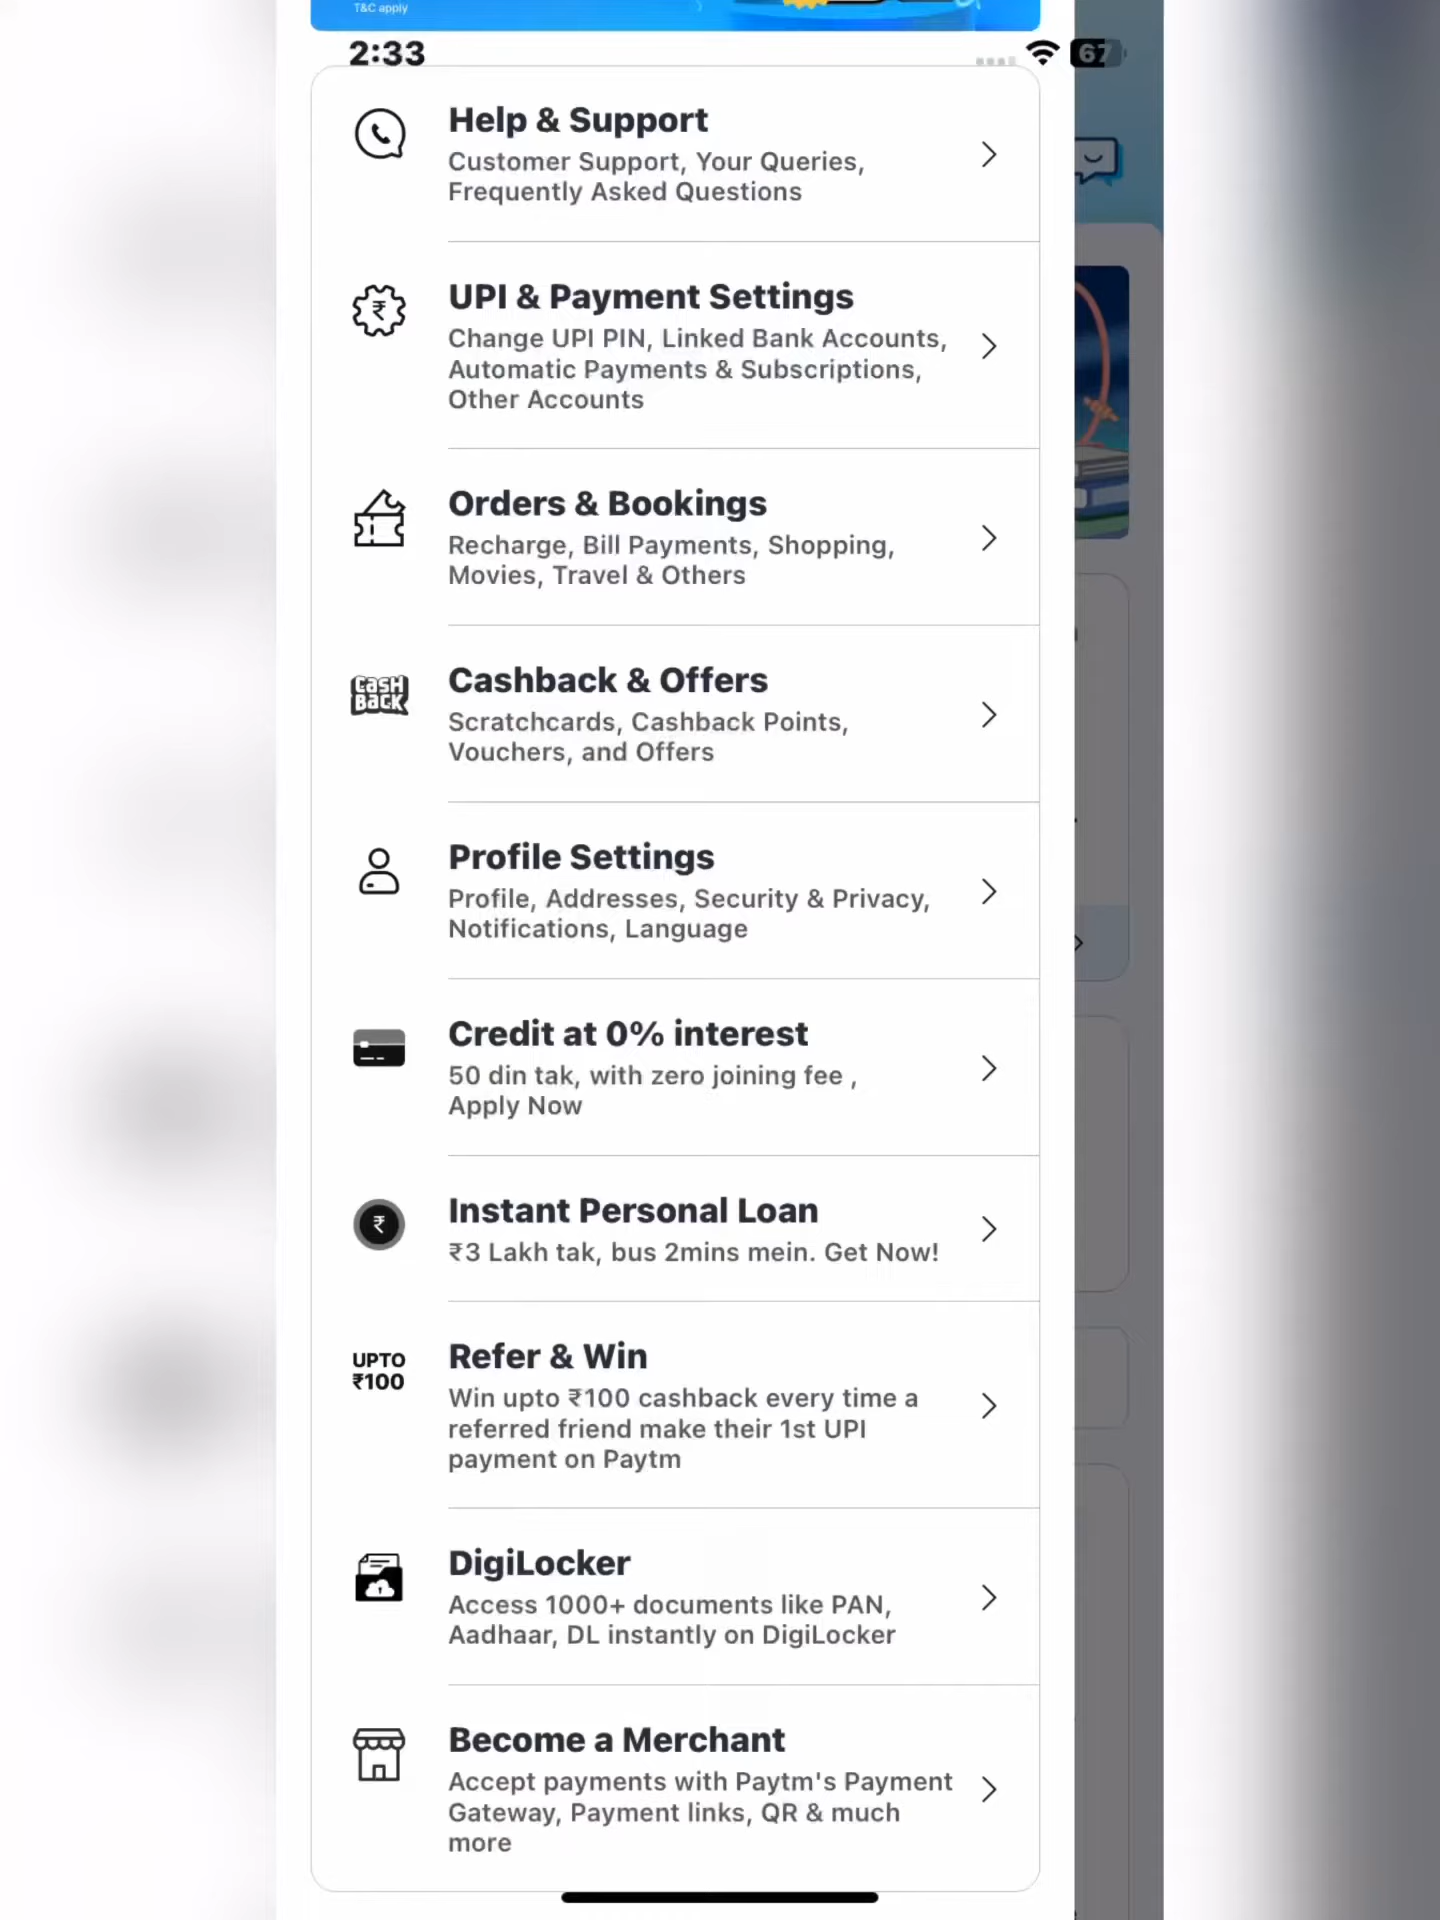 T&C apply
2:33
67
Help & Support
Customer Support, Your Queries,
Frequently Asked Questions
UPI & Payment Settings
Change UPI PIN, Linked Bank Accounts,
Automatic Payments & Subscriptions,
Other Accounts
Orders & Bookings
Recharge, Bill Payments, Shopping,
Movies, Travel & Others
CASH
BACK
Cashback & Offers
Scratchcards, Cashback Points,
Vouchers, and Offers
Profile Settings
Profile, Addresses, Security & Privacy,
Notifications, Language
Credit at 0% interest
50 din tak, with zero joining fee ,
Apply Now
₹
Instant Personal Loan
₹3 Lakh tak, bus 2mins mein. Get Now!
UPTO
₹100
Refer & Win
Win upto ₹100 cashback every time a
referred friend make their 1st UPI
payment on Paytm
DigiLocker
Access 1000+ documents like PAN,
Aadhaar, DL instantly on DigiLocker
Become a Merchant
Accept payments with Paytm's Payment
Gateway, Payment links, QR & much
more